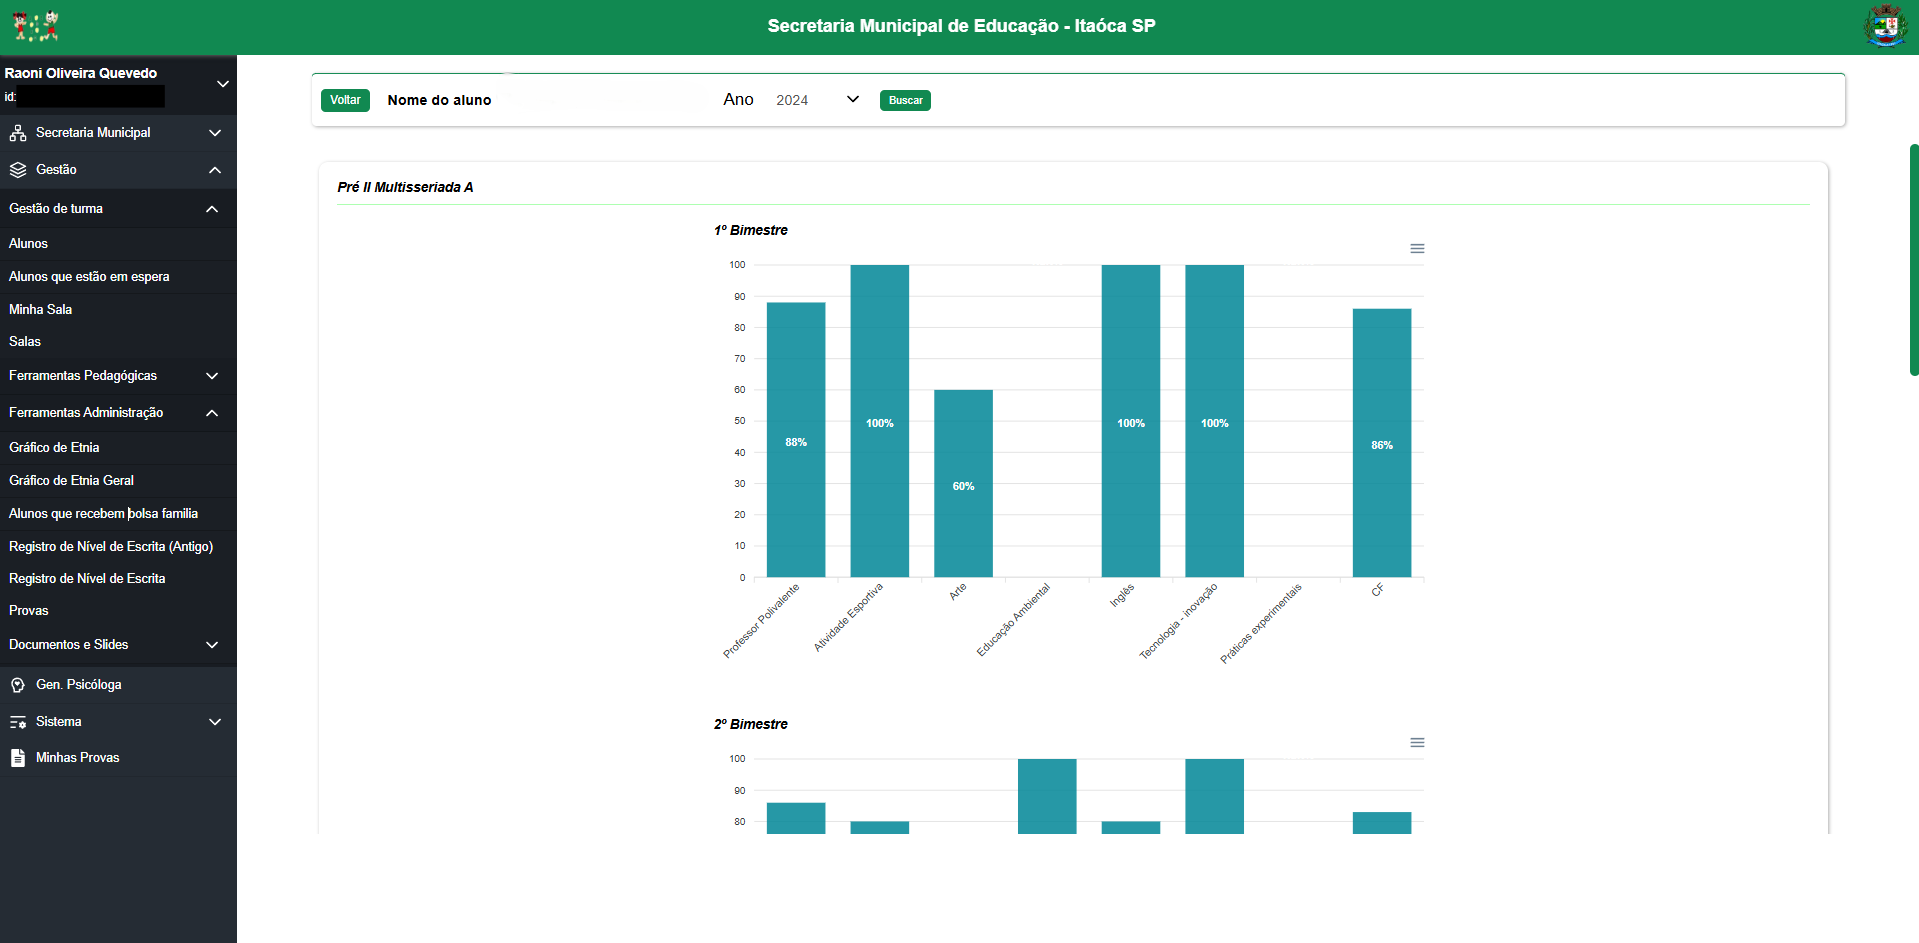 Secretaria Municipal de Educação - Itaóca SP
Raoni Oliveira Quevedo
id:
Secretaria Municipal
Gestão
Gestão de turma
Alunos
Alunos que estão em espera
Minha Sala
Salas
Ferramentas Pedagógicas
Ferramentas Administração
Gráfico de Etnia
Gráfico de Etnia Geral
Alunos que recebem bolsa familia
Registro de Nível de Escrita (Antigo)
Registro de Nível de Escrita
Provas
Documentos e Slides
Gen. Psicóloga
Sistema
Minhas Provas
Voltar Nome do aluno Ano 2024 Buscar
Pré II Multisseriada A
1º Bimestre
100
90
80
70
60
50
40
30
20
10
0
88%
100%
60%
100%
100%
86%
Professor Polivalente
Atividade Esportiva
Arte
Educação Ambiental
Inglês
Tecnologia - inovação
Práticas experimentais
CF
2º Bimestre
100
90
80